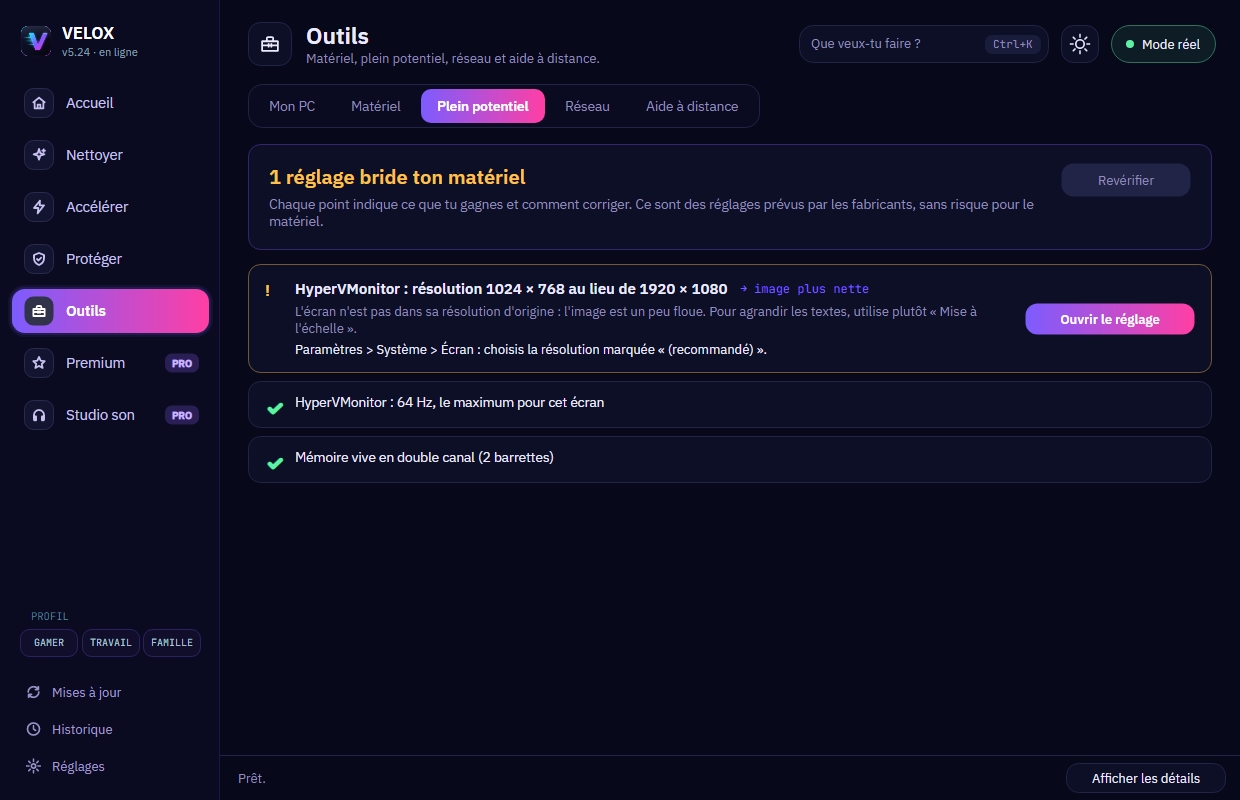 VELOX
v5.24 · en ligne
Accueil
Nettoyer
Accélérer
Protéger
Outils
Premium PRO
Studio son PRO
PROFIL
GAMER TRAVAIL FAMILLE
Mises à jour
Historique
Réglages
Outils
Matériel, plein potentiel, réseau et aide à distance.
Que veux-tu faire ? Ctrl+K
Mode réel
Mon PC Matériel Plein potentiel Réseau Aide à distance
1 réglage bride ton matériel
Chaque point indique ce que tu gagnes et comment corriger. Ce sont des réglages prévus par les fabricants, sans risque pour le
matériel.
Revérifier
! HyperVMonitor : résolution 1024 × 768 au lieu de 1920 × 1080 → image plus nette
L'écran n'est pas dans sa résolution d'origine : l'image est un peu floue. Pour agrandir les textes, utilise plutôt « Mise à
l'échelle ».
Paramètres > Système > Écran : choisis la résolution marquée « (recommandé) ».
Ouvrir le réglage
HyperVMonitor : 64 Hz, le maximum pour cet écran
Mémoire vive en double canal (2 barrettes)
Prêt.
Afficher les détails